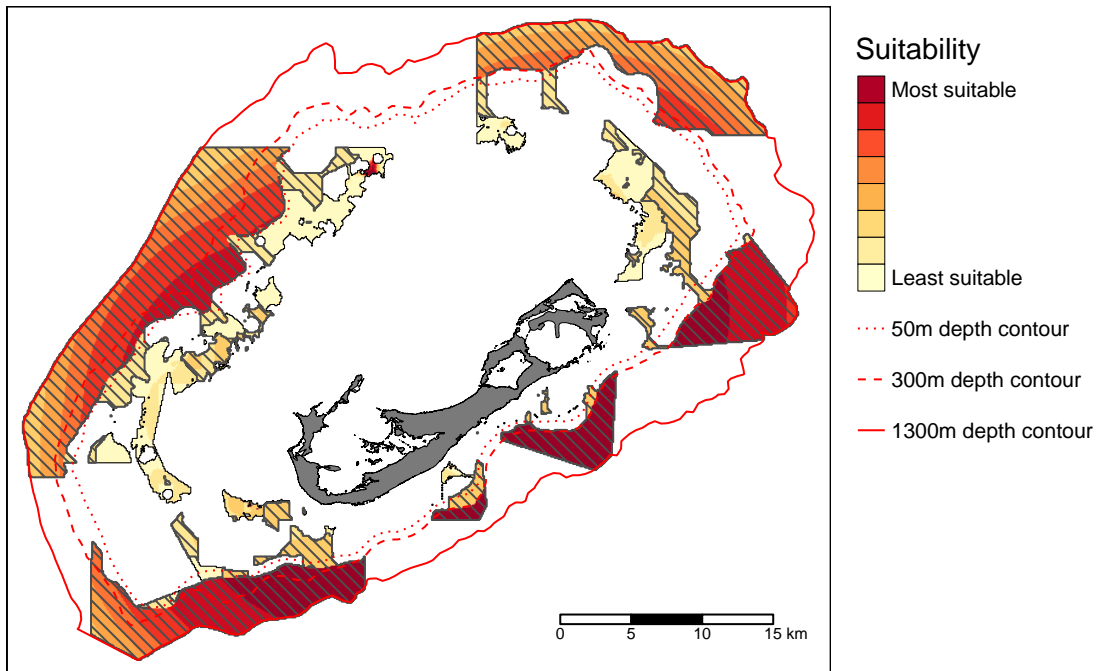 Suitability
Most suitable
Least suitable
50m depth contour
300m depth contour
1300m depth contour
0 5 10 15 km